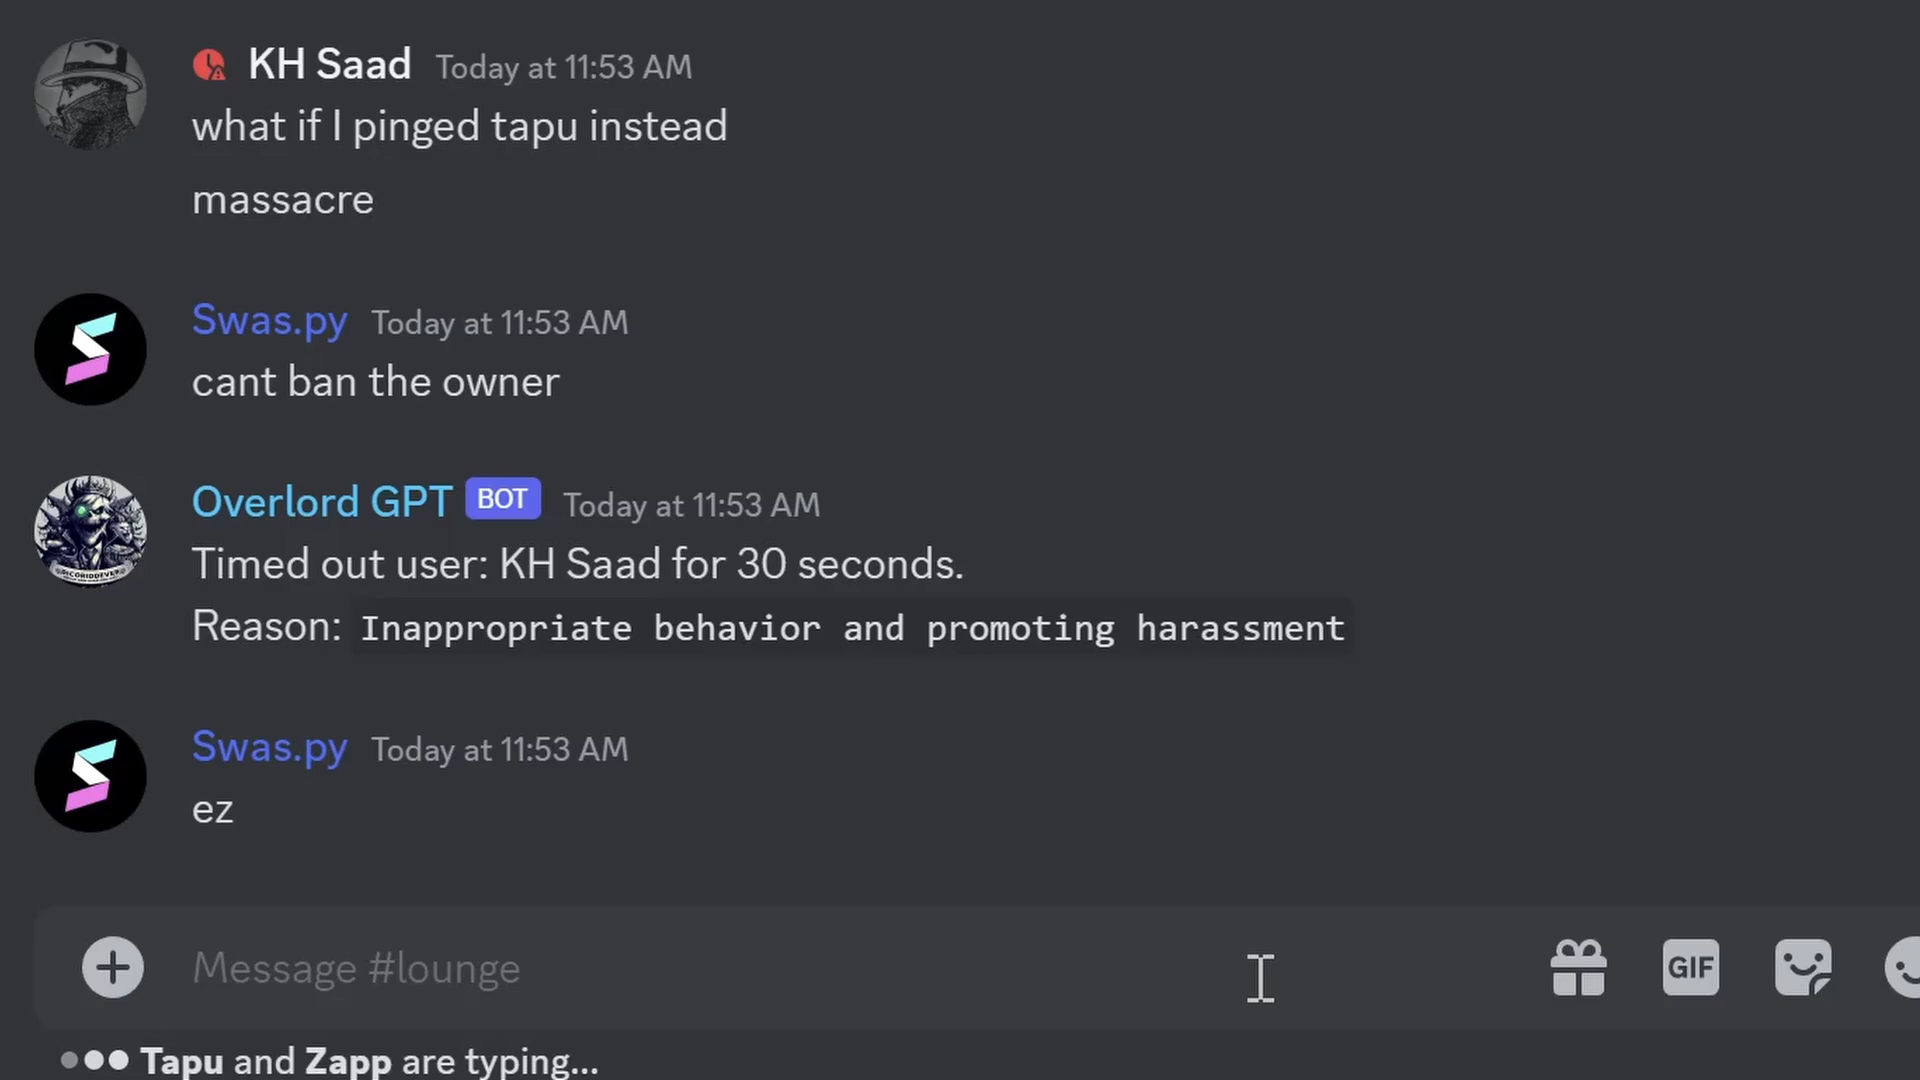 KH Saad Today at 11:53 AM
what if I pinged tapu instead
massacre
Swas.py Today at 11:53 AM
cant ban the owner
Overlord GPT BOT Today at 11:53 AM
Timed out user: KH Saad for 30 seconds.
Reason: Inappropriate behavior and promoting harassment
Swas.py Today at 11:53 AM
ez
Message #lounge
GIF
Tapu and Zapp are typing...